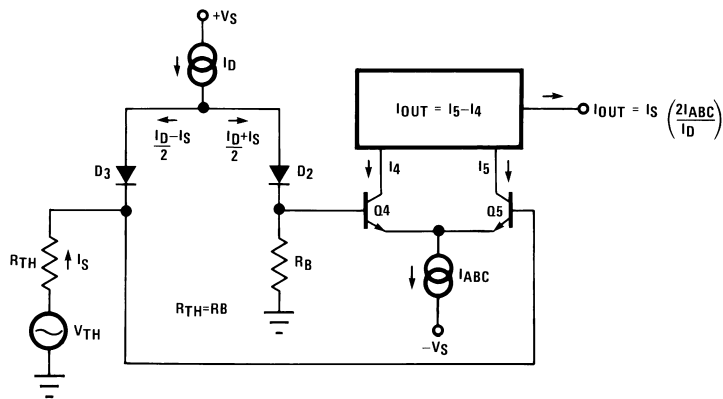 +VS
ID
ID/2 −IS
ID/2 +IS
D3
D2
IOUT = I5−I4
IOUT = IS (2IABC/ID)
I4
I5
Q4
Q5
RTH
IS
RB
IABC
RTH=RB
VTH
−VS